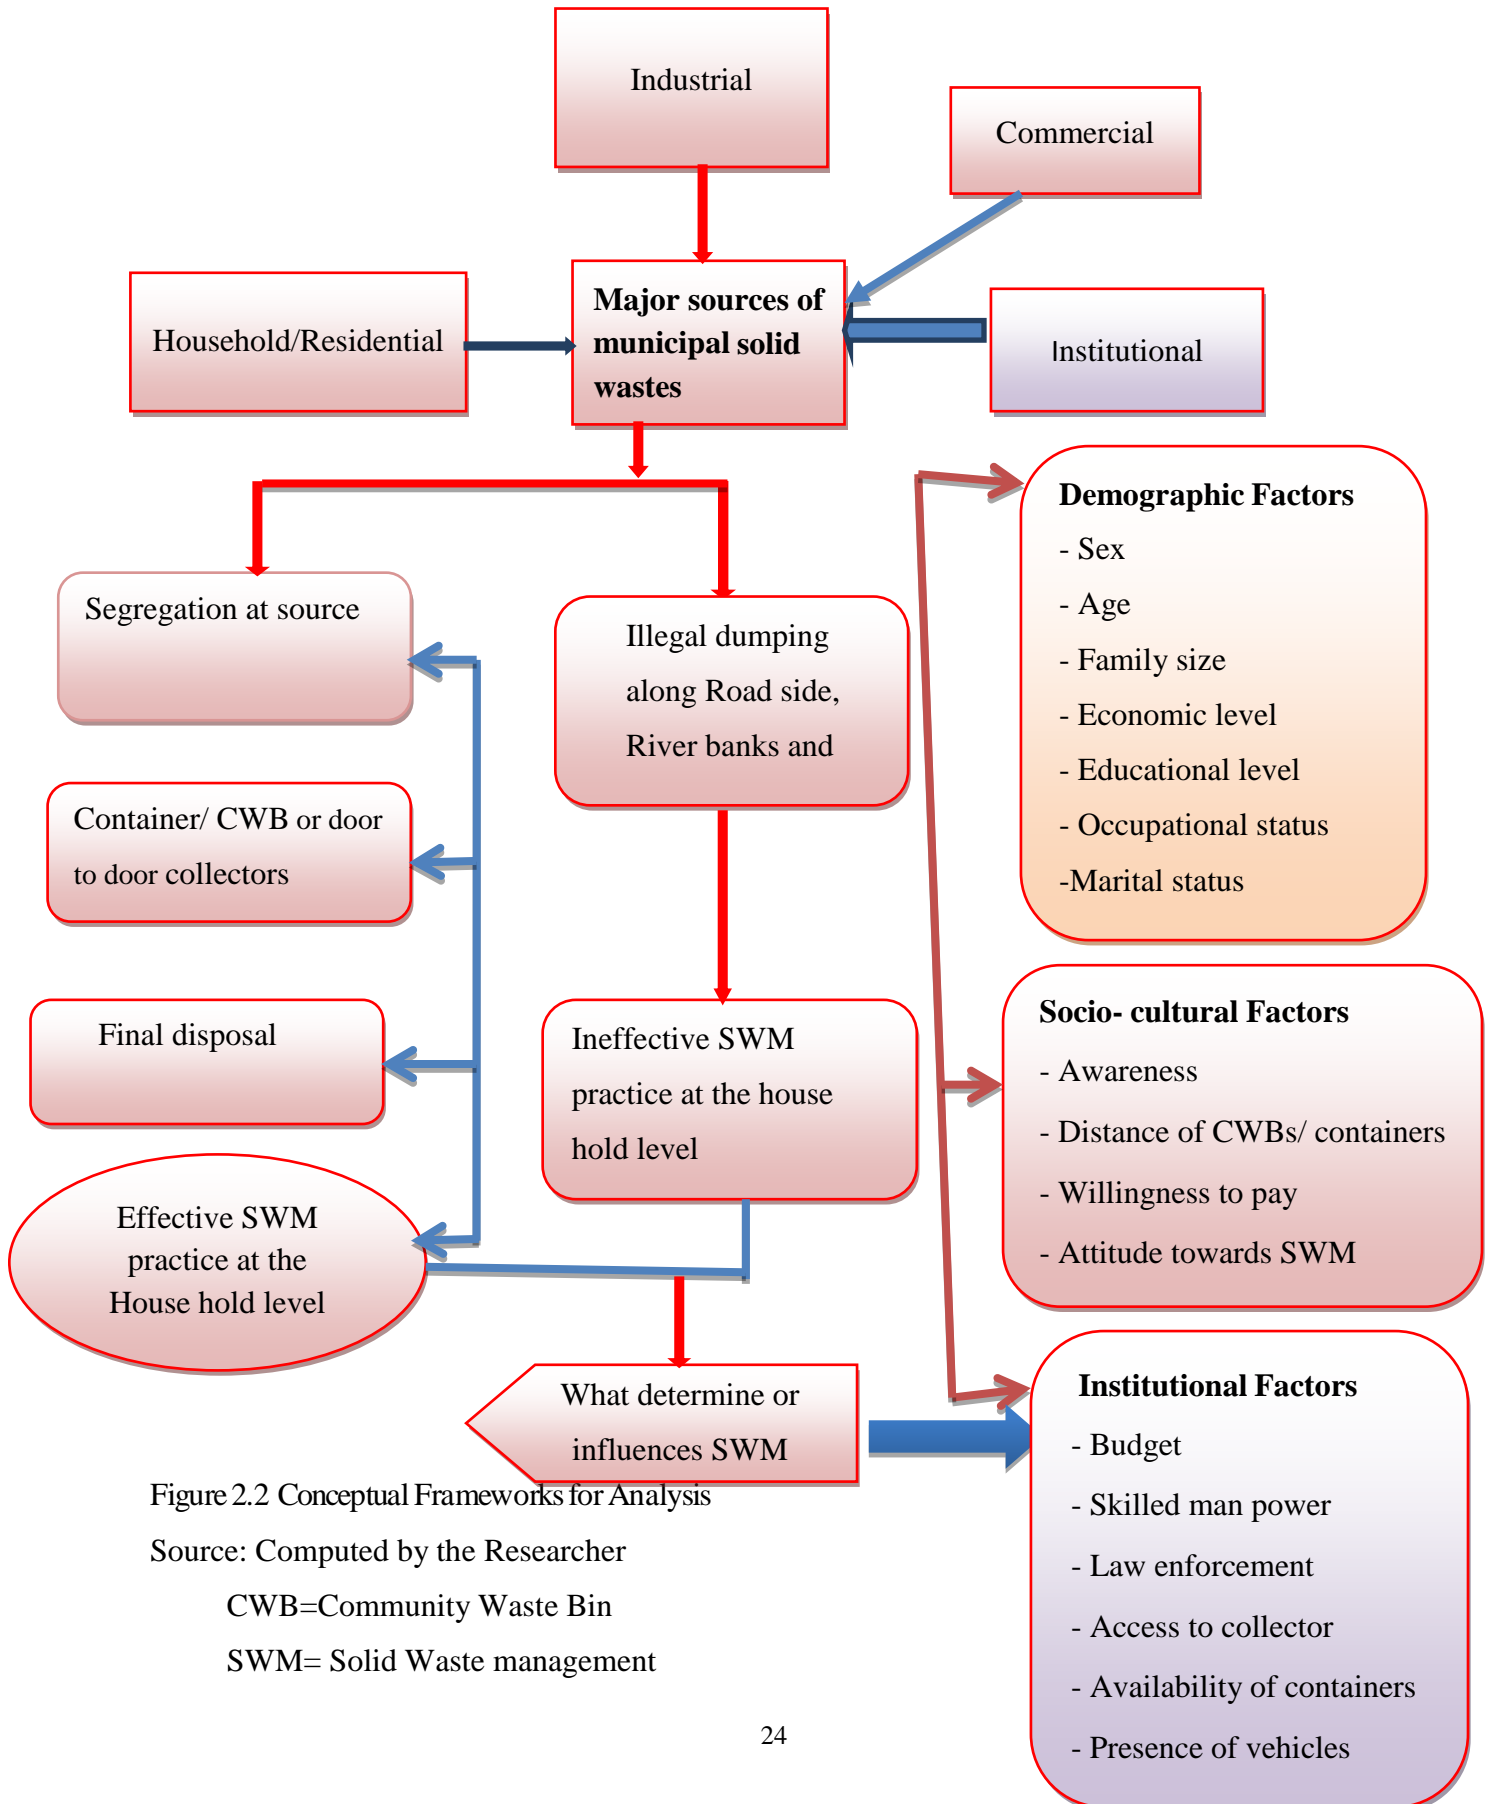 Industrial
Commercial
Household/Residential
Major sources of
municipal solid
wastes
Institutional
Segregation at source
Illegal dumping
along Road side,
River banks and
Container/ CWB or door
to door collectors
Final disposal
Ineffective SWM
practice at the house
hold level
Effective SWM
practice at the
House hold level
What determine or
influences SWM
Demographic Factors
- Sex
- Age
- Family size
- Economic level
- Educational level
- Occupational status
-Marital status
Socio- cultural Factors
- Awareness
- Distance of CWBs/ containers
- Willingness to pay
- Attitude towards SWM
Institutional Factors
- Budget
- Skilled man power
- Law enforcement
- Access to collector
- Availability of containers
- Presence of vehicles
Figure 2.2 Conceptual Frameworks for Analysis
Source: Computed by the Researcher
CWB=Community Waste Bin
SWM= Solid Waste management
24